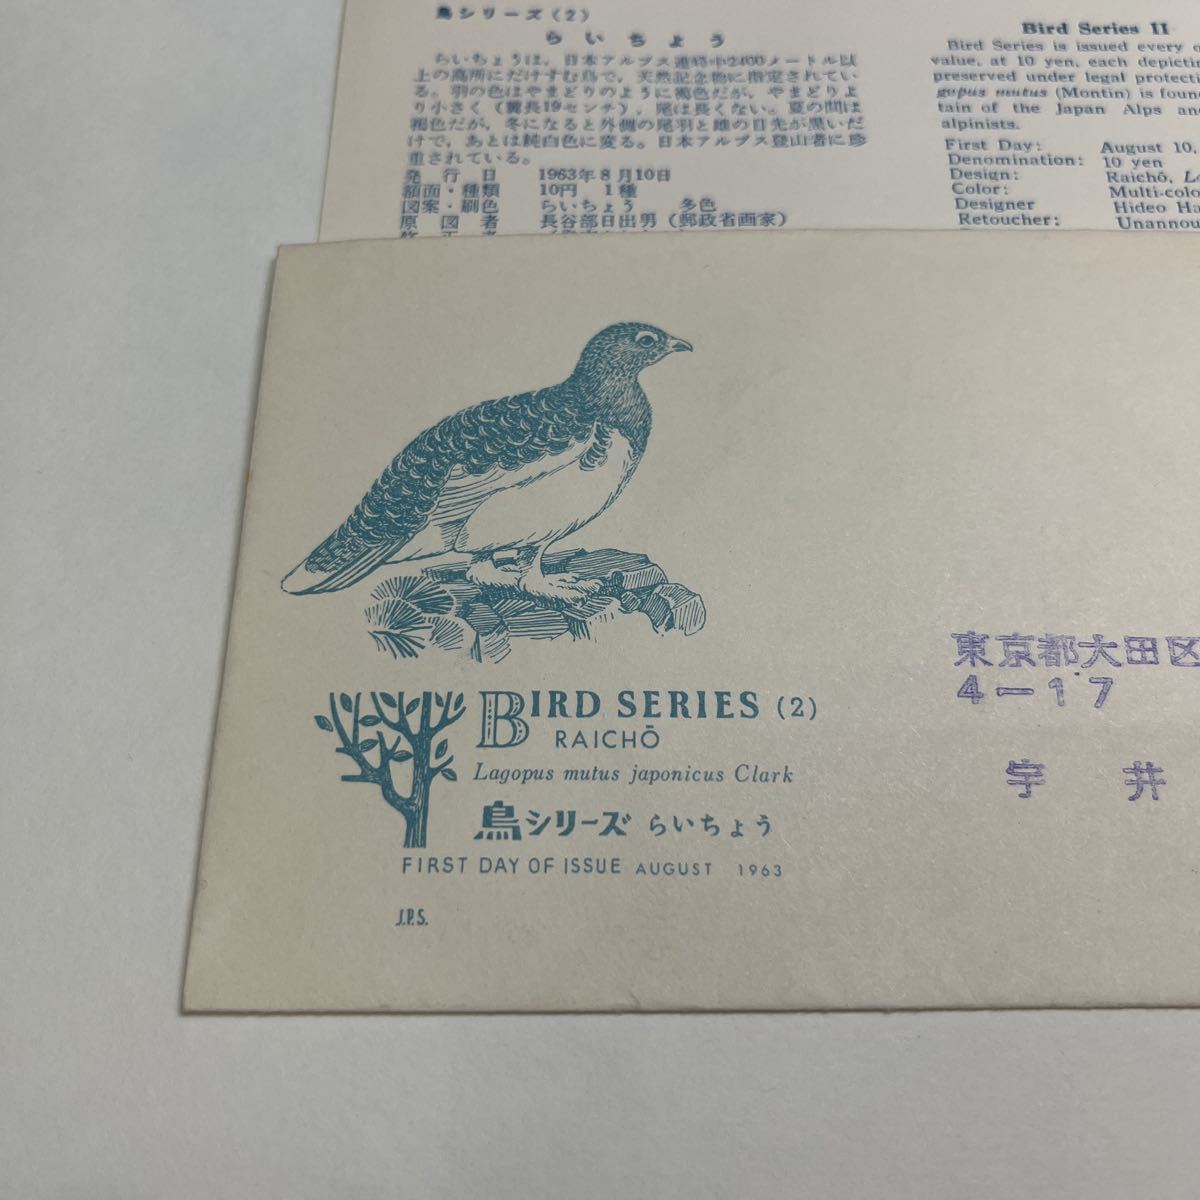 鳥シリーズ(2)
らいちょう
らいちょうは，日本アルプス連峰中2400メートル以
上の高所にだけすむ鳥で，天然記念物に指定されてい
る。羽の色はやまどりのように褐色だが，やまどりよ
り小さく（翼長19センチ），尾は長くない。夏の間は
褐色だが，冬になると外側の尾羽と雄の目先が黒いだ
けで，あとは純白色に変る。日本アルプス登山者に珍
重されている。
発行日 1963年8月10日
額面・種類 10円 1種
図案・刷色 らいちょう 多色
原図者 長谷部日出男（郵政省画家）
Bird Series II
Bird Series is issued every
value, at 10 yen, each depictin
preserved under legal protecti
gopus mutus (Montin) is found
tain of the Japan Alps and
alpinists.
First Day: August 10,
Denomination: 10 yen
Design: Raichō, L
Color: Multi-colo
Designer Hideo Ha
Retoucher: Unannou
BIRD SERIES (2)
RAICHŌ
Lagopus mutus japonicus Clark
鳥シリーズ らいちょう
FIRST DAY OF ISSUE AUGUST 1963
J.P.S.
東京都大田区
4-17
宇井